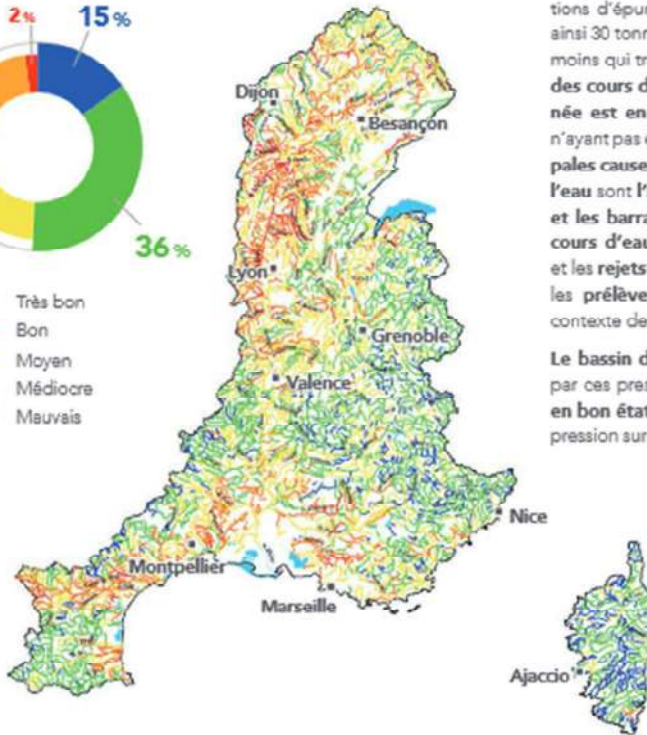 2%
15%
36%
Très bon
Bon
Moyen
Médiocre
Mauvais
Dijon
Besançon
Lyon
Grenoble
Valence
Nice
Montpellier
Marseille
Ajaccio
tions d'épu
ainsi 30 tonn
moins qui tr
des cours d
née est en
n'ayant pas
pales cause
l'eau sont l'
et les barra
cours d'eau
et les rejets
les prélève
contexte de
Le bassin d
par ces pres
en bon état
pression sur